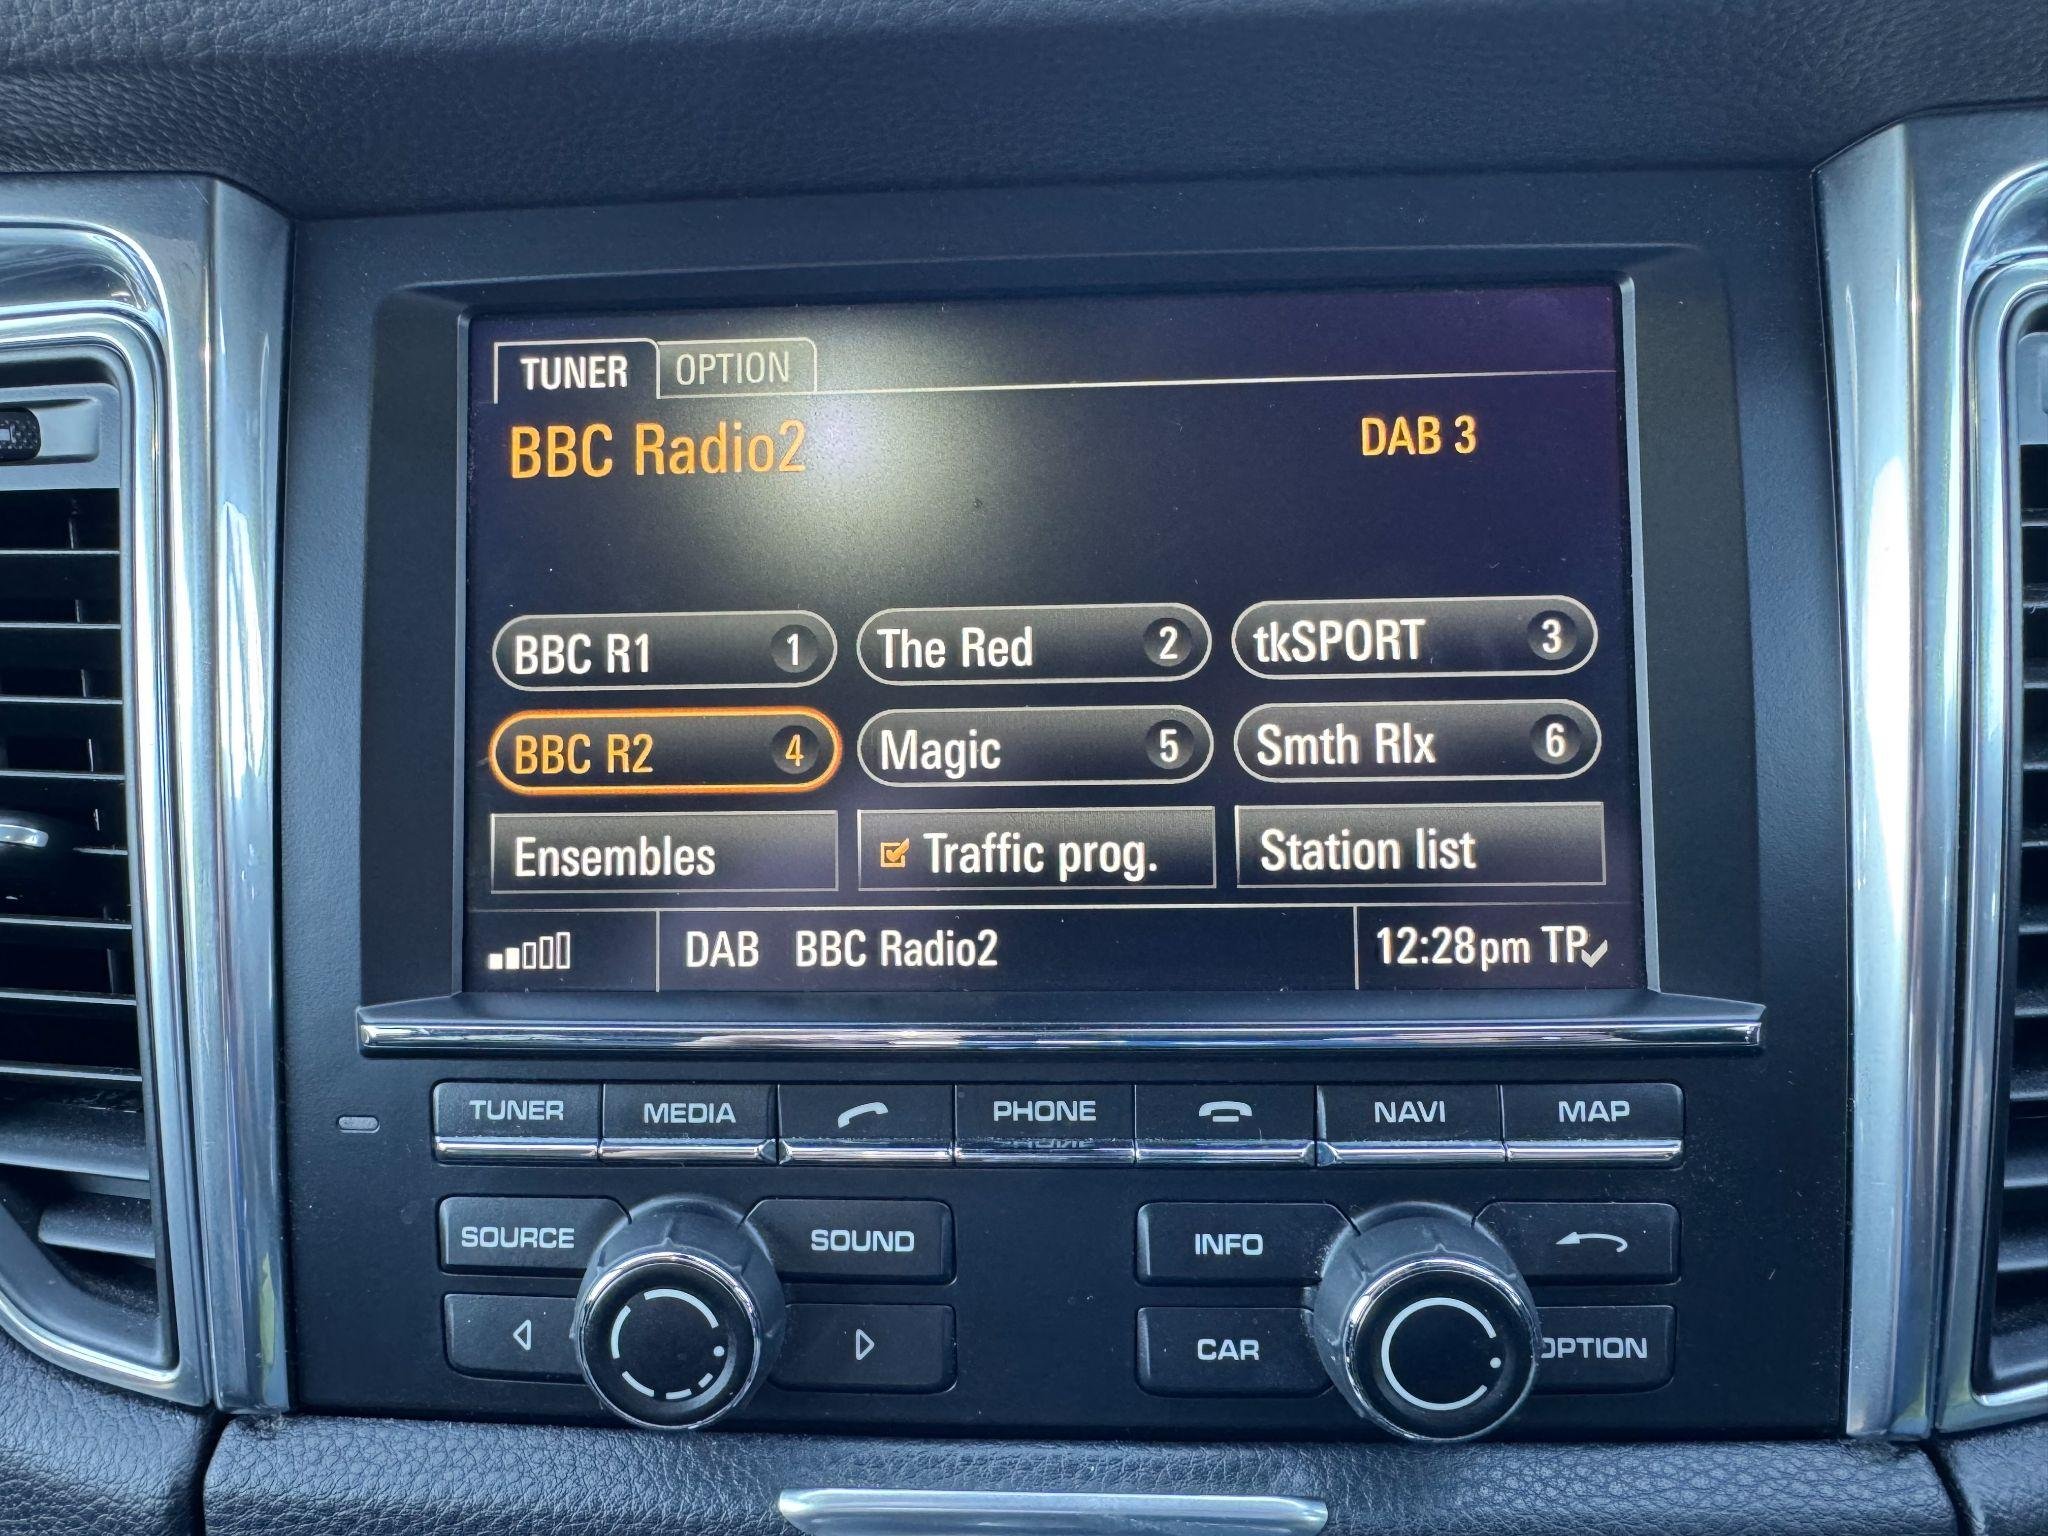 TUNER OPTION
BBC Radio2 DAB 3
BBC R1 1 The Red 2 tkSPORT 3
BBC R2 4 Magic 5 Smth Rlx 6
Ensembles Traffic prog. Station list
DAB BBC Radio2 12:28pm TP
TUNER MEDIA PHONE NAVI MAP
SOURCE SOUND INFO
CAR OPTION